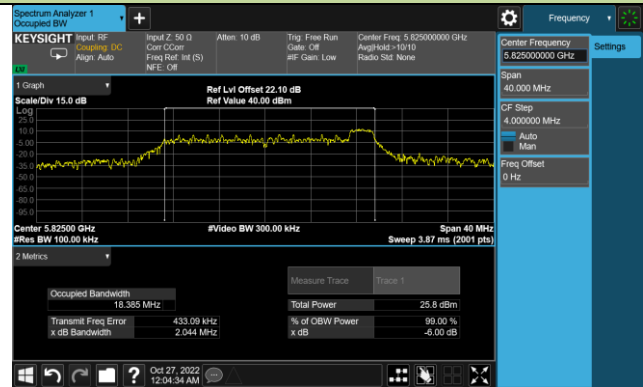 Spectrum Analyzer 1
Occupied BW
Frequency
KEYSIGHT
Input: RF
Coupling: DC
Align: Auto
Input Z: 50 Ω
Corr CCorr
Freq Ref: Int (S)
NFE: Off
Atten: 10 dB
Trig: Free Run
Gate: Off
#IF Gain: Low
Center Freq: 5.825000000 GHz
Avg|Hold:>10/10
Radio Std: None
Center Frequency
5.825000000 GHz
Settings
Span
40.000 MHz
CF Step
4.000000 MHz
Auto
Man
Freq Offset
0 Hz
1 Graph
Scale/Div 15.0 dB
Ref Lvl Offset 22.10 dB
Ref Value 40.00 dBm
Log
25.0
10.0
-5.00
-20.0
-35.0
-50.0
-65.0
-80.0
-95.0
Center 5.82500 GHz
#Res BW 100.00 kHz
#Video BW 300.00 kHz
Span 40 MHz
Sweep 3.87 ms (2001 pts)
2 Metrics
Measure Trace
Trace 1
Occupied Bandwidth
18.385 MHz
Total Power
25.8 dBm
Transmit Freq Error
433.09 kHz
% of OBW Power
99.00 %
x dB Bandwidth
2.044 MHz
x dB
-6.00 dB
Oct 27, 2022
12:04:34 AM